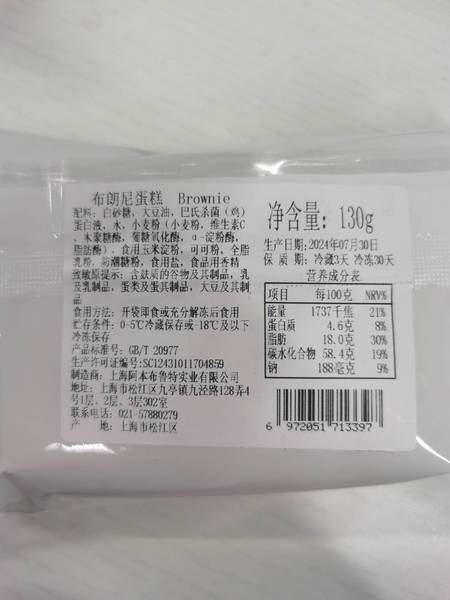 布朗尼蛋糕 Brownie
配料: 白砂糖, 大豆油, 巴氏杀菌(鸡)
蛋白液, 水, 小麦粉(小麦粉, 维生素C
, 木聚糖酶, 葡糖氧化酶, α-淀粉酶,
脂肪酶), 食用玉米淀粉, 可可粉, 全脂
乳粉, 防潮糖粉, 食用盐, 食品用香精
致敏原提示: 含麸质的谷物及其制品, 乳
及乳制品, 蛋类及蛋其制品, 大豆及其制
品
食用方法: 开袋即食或充分解冻后食用
贮存条件: 0-5℃冷藏保存或-18℃及以下
冷冻保存
产品标准号: GB/T 20977
生产许可证编号:SC12431011704859
制造商: 上海阿本布鲁特实业有限公司
地址: 上海市松江区九亭镇九泾路128弄4
号1层、2层、3层302室
联系电话: 021-57880279
产 地: 上海市松江区
净含量: 130g
生产日期:2024年07月30日
保 质 期: 冷藏3天 冷冻30天
营养成分表
项目 每100克 NRV%
能量 1737千焦 21%
蛋白质 4.6克 8%
脂肪 18.0克 30%
碳水化合物 58.4克 19%
钠 188毫克 9%
6 972051 713397